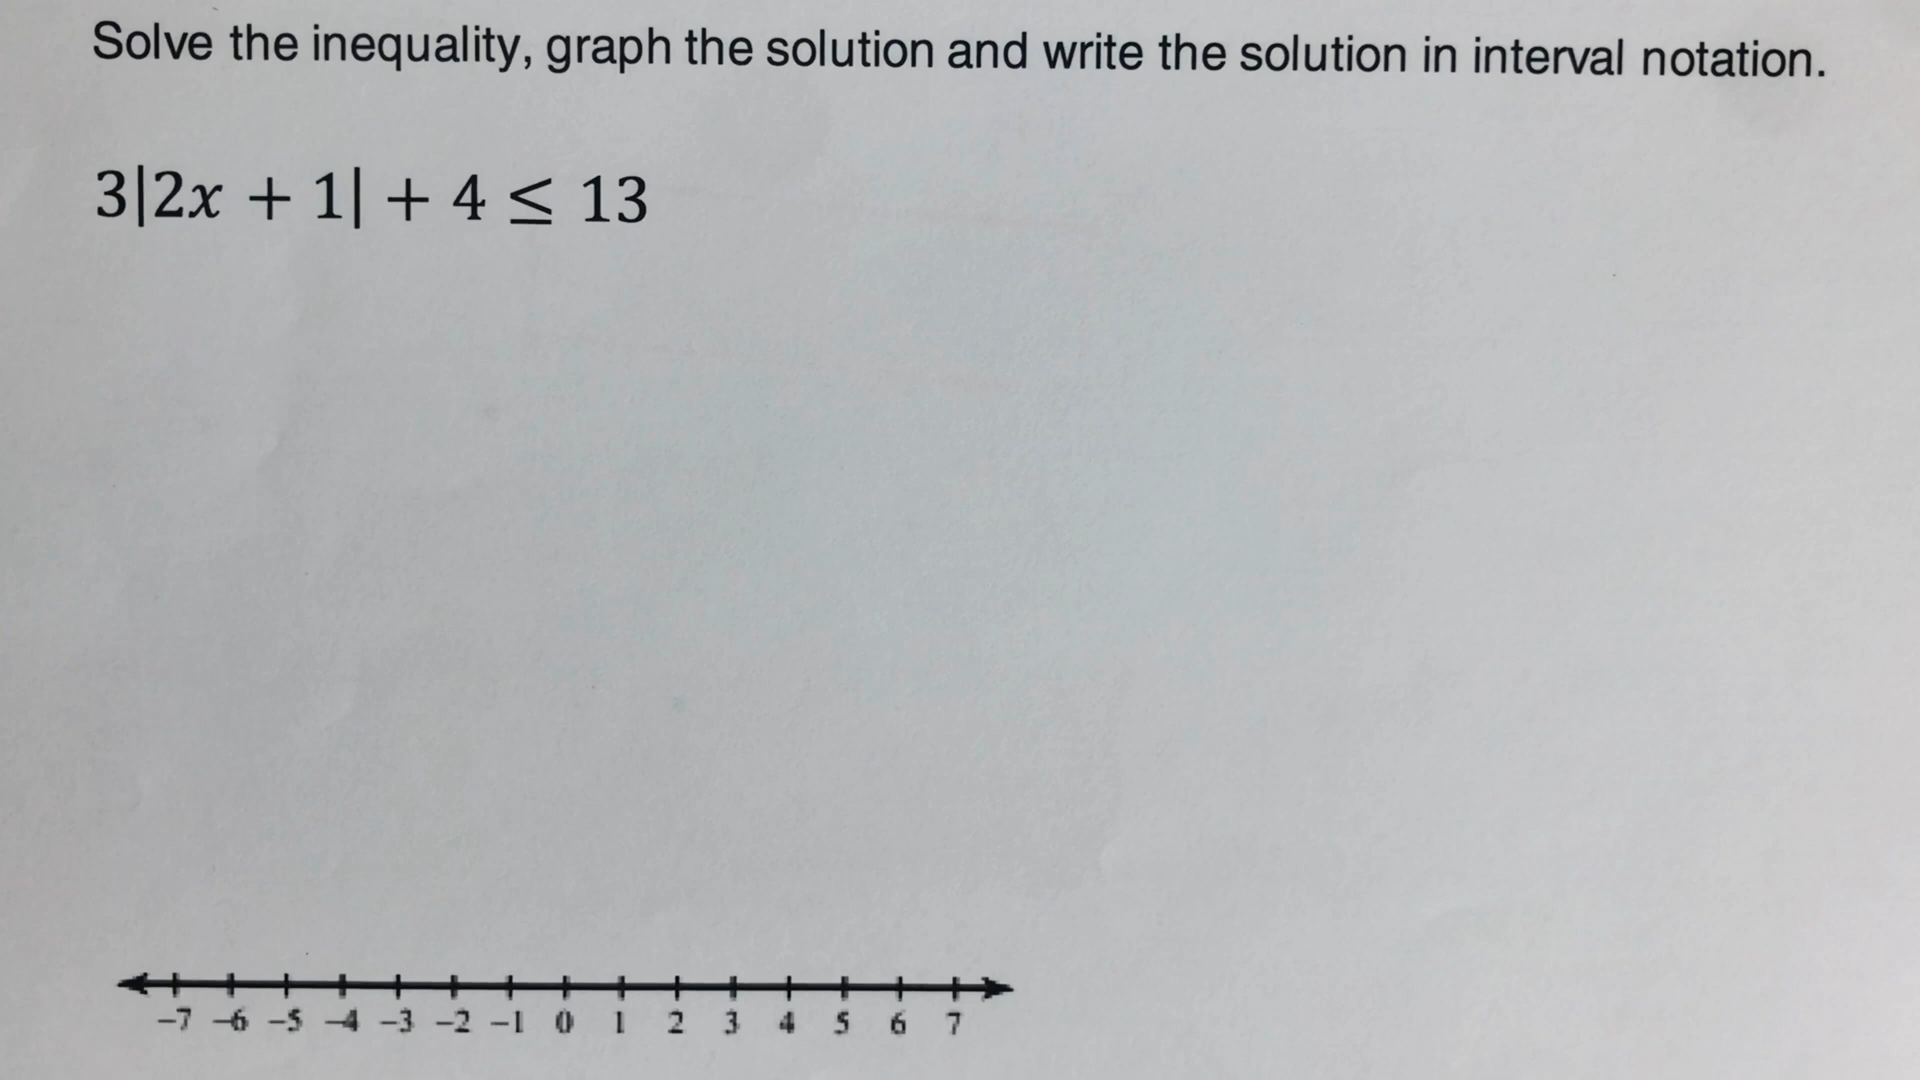 Solve the inequality, graph the solution and write the solution in interval notation.
3|2x + 1| + 4 ≤ 13
−7 −6 −5 −4 −3 −2 −1 0 1 2 3 4 5 6 7